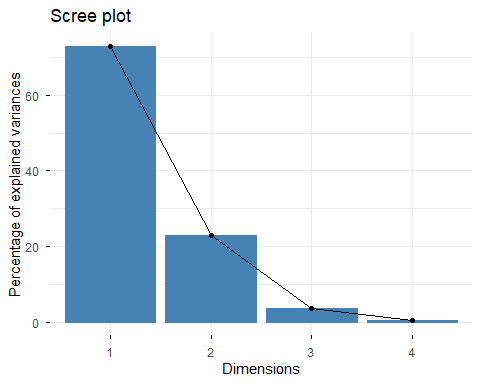 Scree plot
Percentage of explained variances
60
40
20
0
1 2 3 4
Dimensions